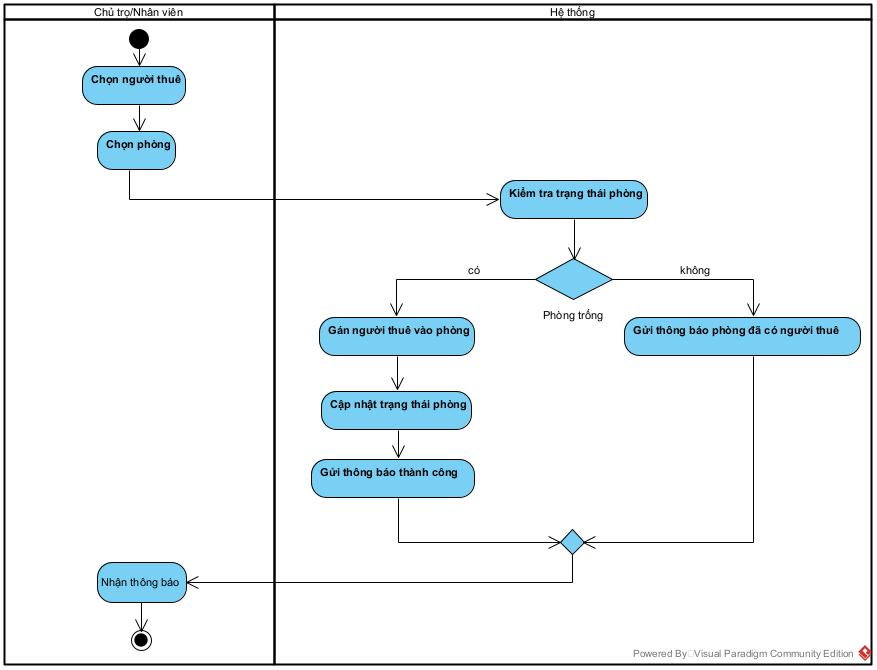 Chủ trọ/Nhân viên
Hệ thống
Chọn người thuê
Chọn phòng
Kiểm tra trạng thái phòng
có
không
Phòng trống
Gán người thuê vào phòng
Gửi thông báo phòng đã có người thuê
Cập nhật trạng thái phòng
Gửi thông báo thành công
Nhận thông báo
Powered By Visual Paradigm Community Edition